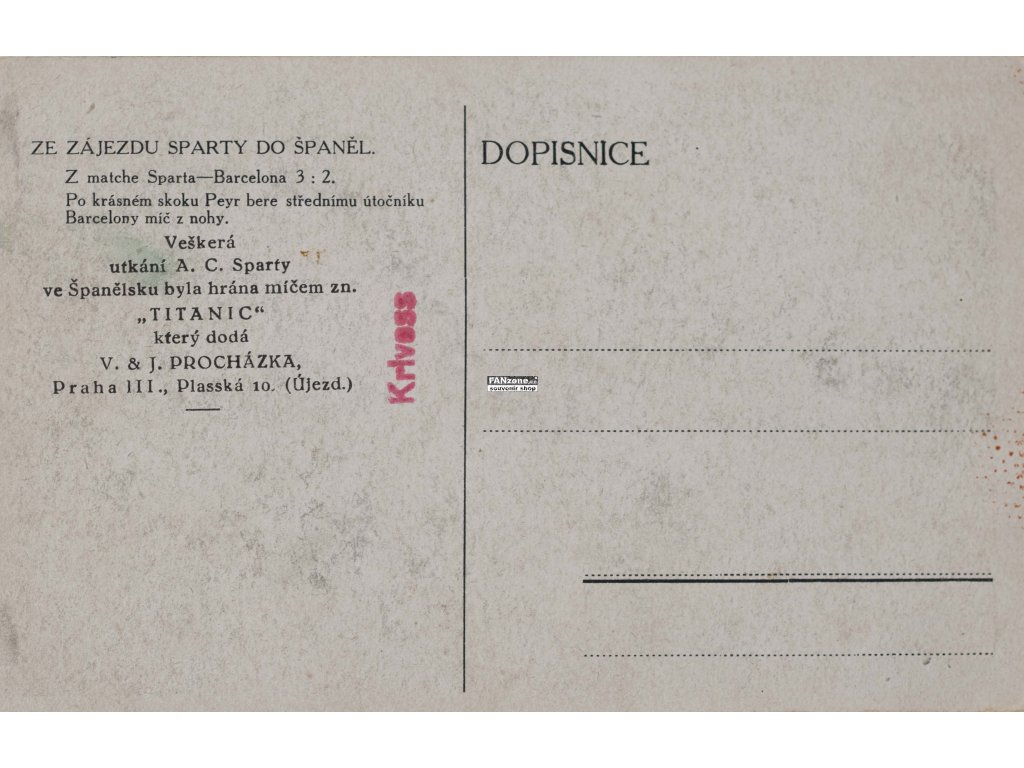 ZE ZÁJEZDU SPARTY DO ŠPANĚL.
Z matche Sparta—Barcelona 3 : 2.
Po krásném skoku Peyr bere střednímu útočníku
Barcelony míč z nohy.
Veškerá
utkání A. C. Sparty
ve Španělsku byla hrána míčem zn.
„TITANIC“
který dodá
V. & J. PROCHÁZKA,
Praha III., Plasská 10. (Újezd.)
Krivoss
DOPISNICE
FANzone.cz
souvenir shop